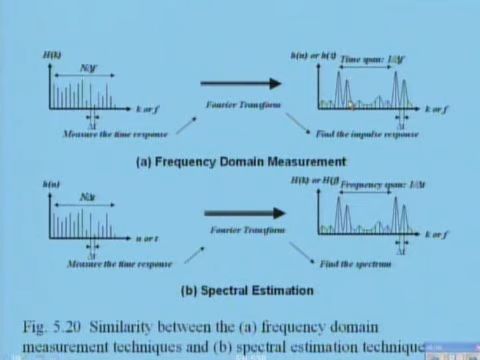 H(k)
NΔf
k or f
Δf
Measure the time response
Fourier Transform
h(n) or h(t)
Time span: 1/Δf
k or f
Δt
Find the impulse response
(a) Frequency Domain Measurement
h(n)
NΔt
n or t
Δt
Measure the time response
Fourier Transform
H(k) or H(f)
Frequency span: 1/Δt
k or f
Δf
Find the spectrum
(b) Spectral Estimation
Fig. 5.20 Similarity between the (a) frequency domain
measurement techniques and (b) spectral estimation technique